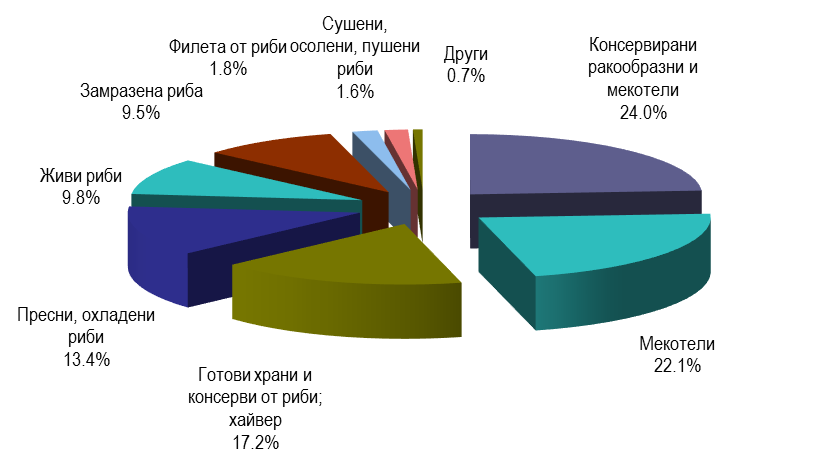 Сушени,
осолени, пушени
риби
1.6%
Филета от риби
1.8%
Други
0.7%
Консервирани
ракообразни и
мекотели
24.0%
Замразена риба
9.5%
Живи риби
9.8%
Пресни, охладени
риби
13.4%
Готови храни и
консерви от риби;
хайвер
17.2%
Мекотели
22.1%